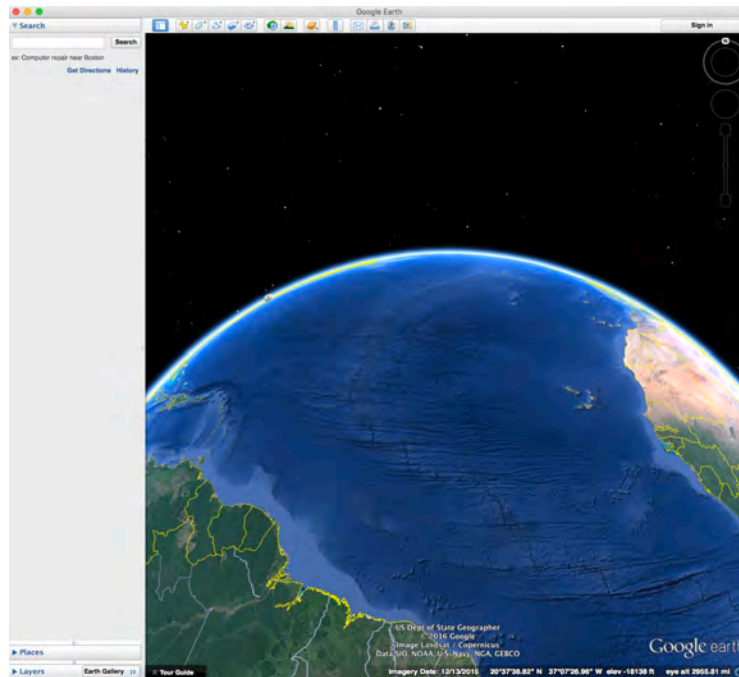 Google Earth
Search
Sign in
Search
ex: Computer repair near Boston
Get Directions History
N
US Dept of State Geographer
© 2016 Google
Image Landsat / Copernicus
Data SIO, NOAA, U.S. Navy, NGA, GEBCO
Google earth
Places
Layers
Earth Gallery >>
Tour Guide
Imagery Date: 12/13/2015 20°37'38.82" N 37°07'26.96" W elev -18138 ft eye alt 2955.81 mi